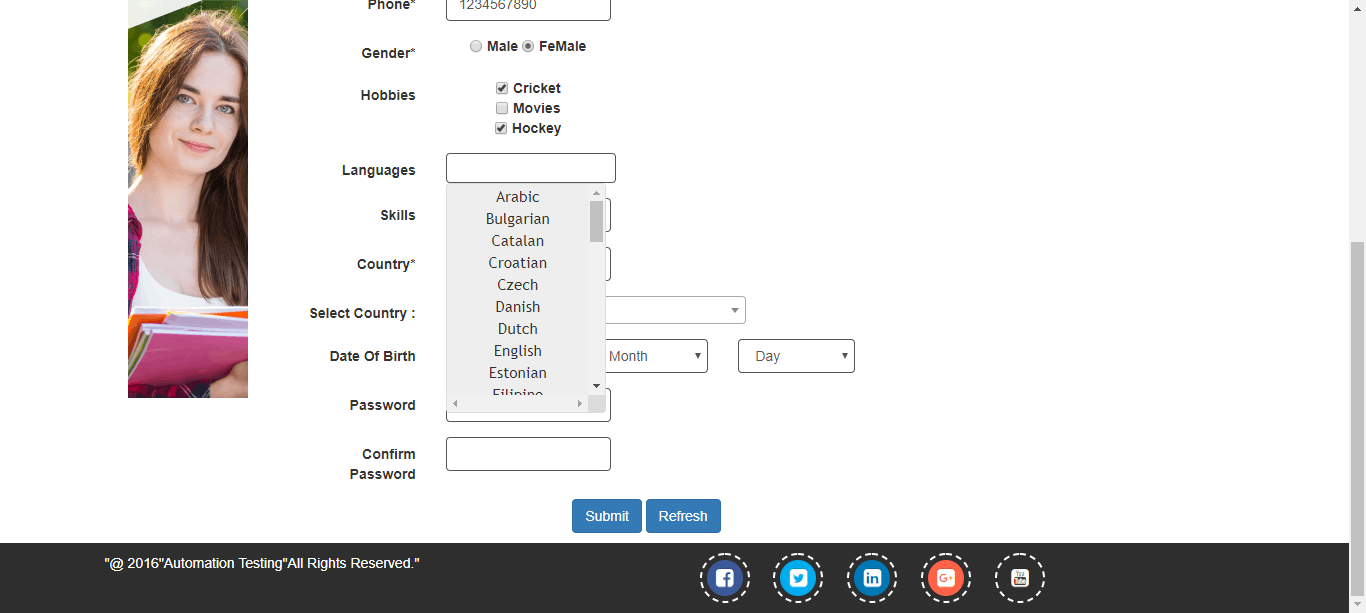 Phone* 1234567890
Gender* Male FeMale
Hobbies Cricket
Movies
Hockey
Languages
Arabic
Skills Bulgarian
Catalan
Country* Croatian
Czech
Select Country : Danish
Dutch
Date Of Birth English Month Day
Estonian
Filipino
Password
Confirm
Password
Submit Refresh
"@ 2016"Automation Testing"All Rights Reserved."
G+
You
Tube